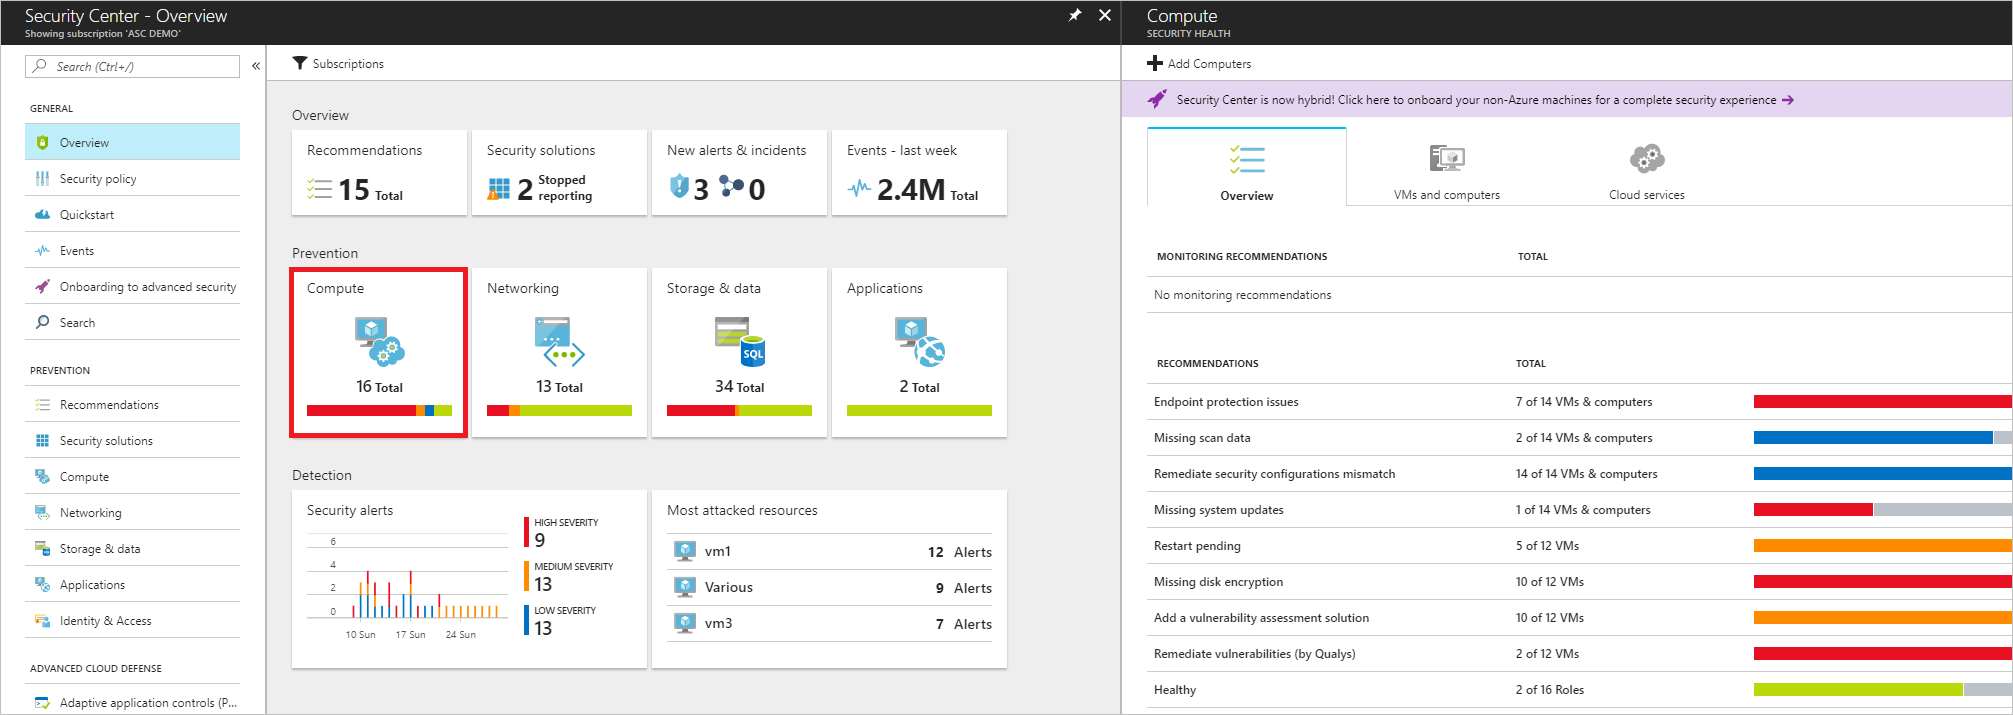 Security Center - Overview
Showing subscription 'ASC DEMO'
Search (Ctrl+/)
«
GENERAL
Overview
Security policy
Quickstart
Events
Onboarding to advanced security
Search
PREVENTION
Recommendations
Security solutions
Compute
Networking
Storage & data
Applications
Identity & Access
ADVANCED CLOUD DEFENSE
Adaptive application controls (P...
Subscriptions
Overview
Recommendations
15 Total
Security solutions
2 Stopped
reporting
New alerts & incidents
3 0
Events - last week
2.4M Total
Prevention
Compute
16 Total
Networking
13 Total
Storage & data
SQL
34 Total
Applications
2 Total
Detection
Security alerts
6
4
2
0
10 Sun 17 Sun 24 Sun
HIGH SEVERITY
9
MEDIUM SEVERITY
13
LOW SEVERITY
13
Most attacked resources
vm1 12 Alerts
Various 9 Alerts
vm3 7 Alerts
Compute
SECURITY HEALTH
Add Computers
Security Center is now hybrid! Click here to onboard your non-Azure machines for a complete security experience →
Overview
VMs and computers
Cloud services
MONITORING RECOMMENDATIONS TOTAL
No monitoring recommendations
RECOMMENDATIONS TOTAL
Endpoint protection issues 7 of 14 VMs & computers
Missing scan data 2 of 14 VMs & computers
Remediate security configurations mismatch 14 of 14 VMs & computers
Missing system updates 1 of 14 VMs & computers
Restart pending 5 of 12 VMs
Missing disk encryption 10 of 12 VMs
Add a vulnerability assessment solution 10 of 12 VMs
Remediate vulnerabilities (by Qualys) 2 of 12 VMs
Healthy 2 of 16 Roles